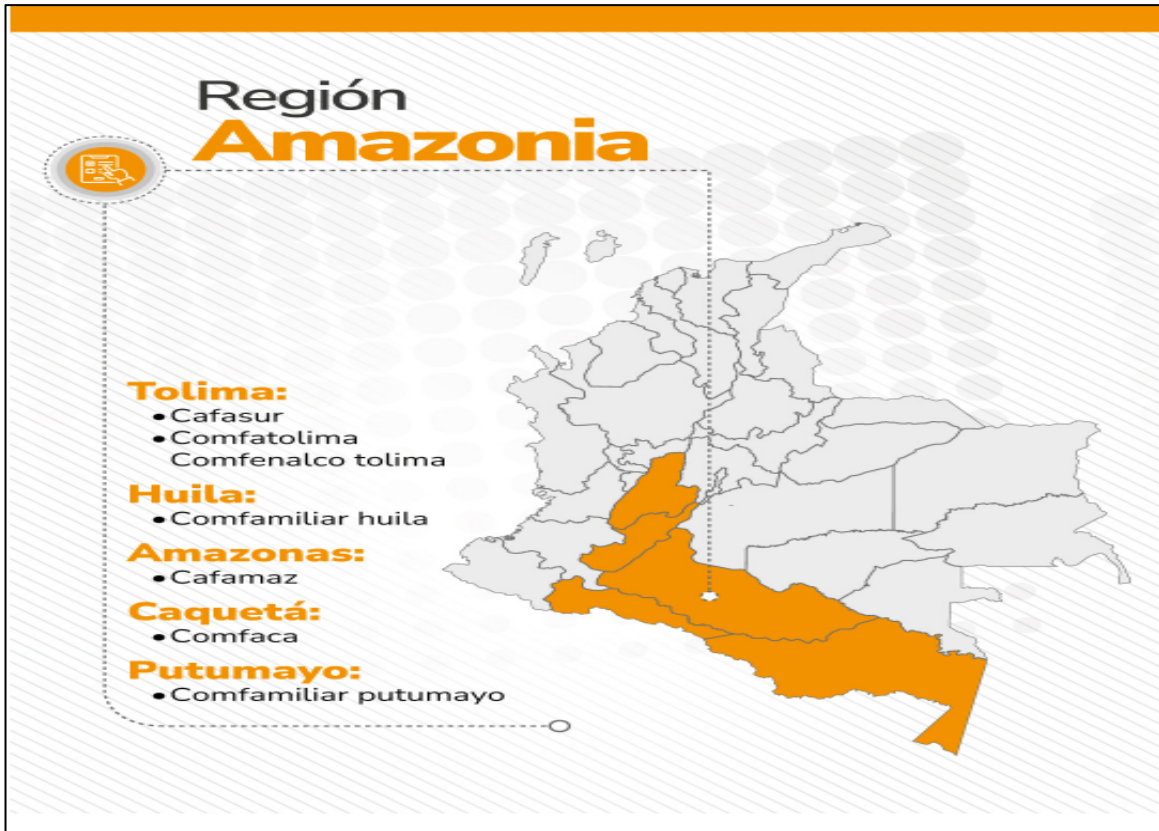 Región
Amazonia
Tolima:
•Cafasur
•Comfatolima
Comfenalco tolima
Huila:
•Comfamiliar huila
Amazonas:
•Cafamaz
Caquetá:
•Comfaca
Putumayo:
•Comfamiliar putumayo